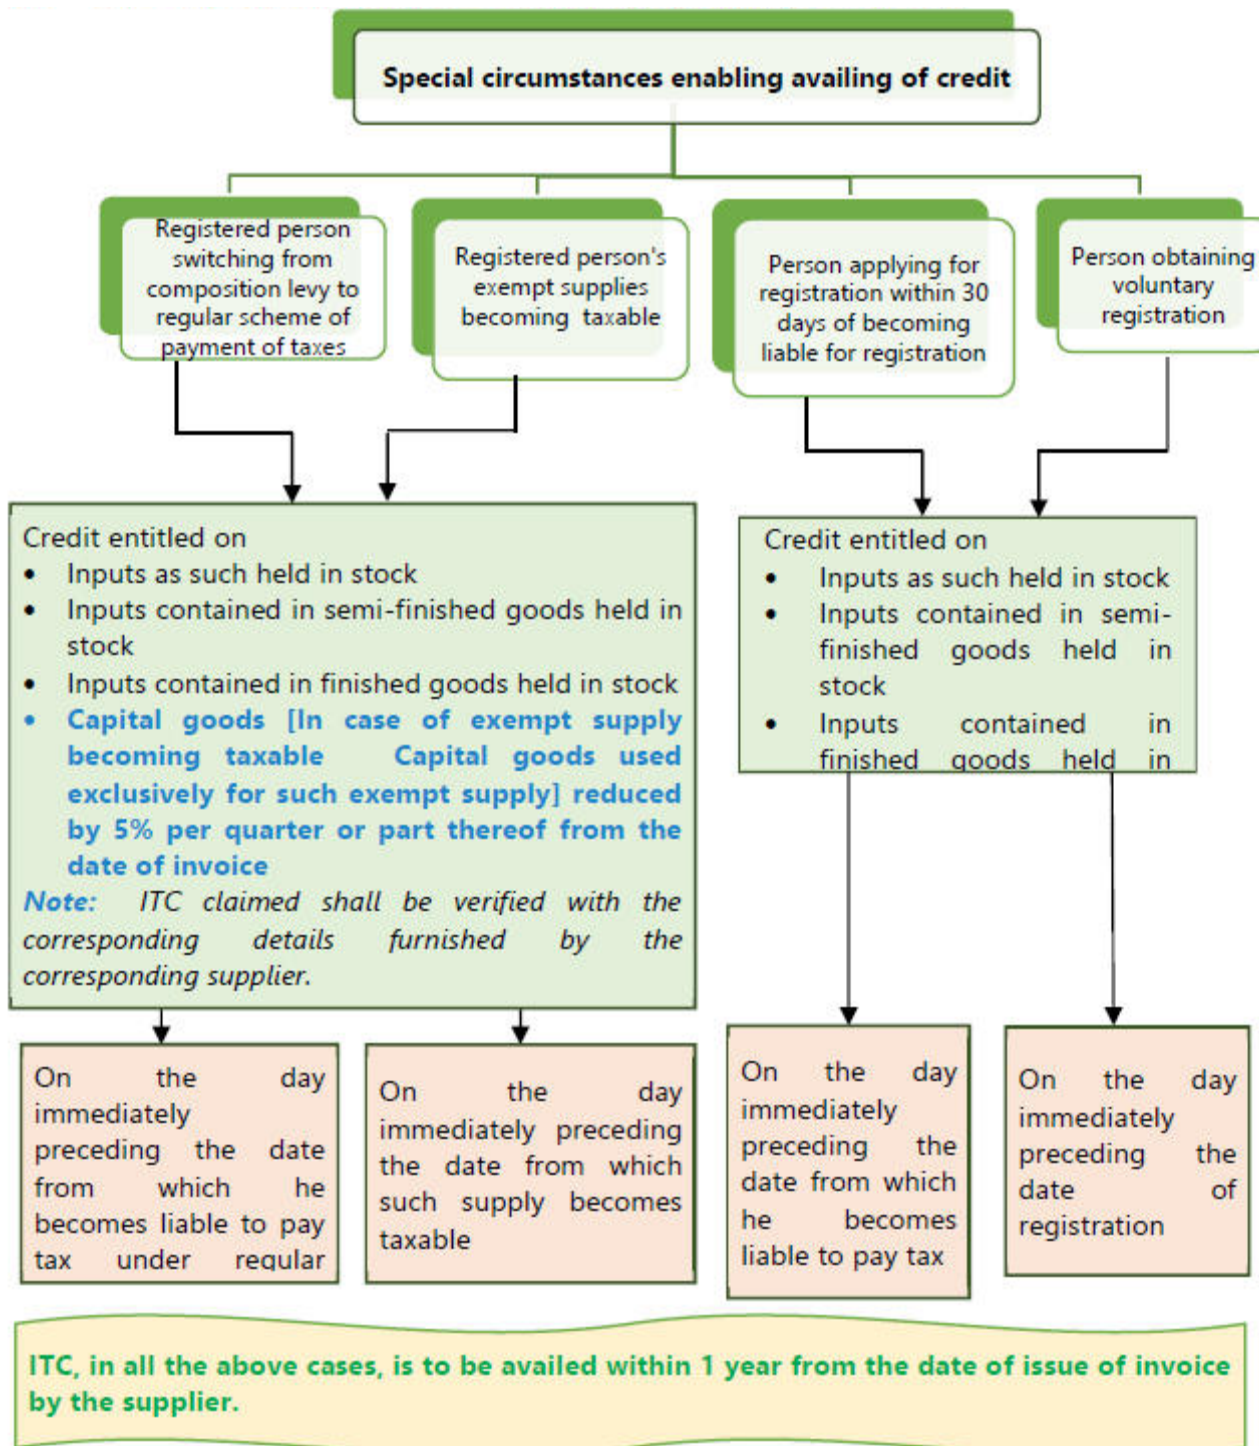 Special circumstances enabling availing of credit
Registered person
switching from
composition levy to
regular scheme of
payment of taxes
Registered person's
exempt supplies
becoming taxable
Person applying for
registration within 30
days of becoming
liable for registration
Person obtaining
voluntary
registration
Credit entitled on
• Inputs as such held in stock
• Inputs contained in semi-finished goods held in
stock
• Inputs contained in finished goods held in stock
• Capital goods [In case of exempt supply
becoming taxable Capital goods used
exclusively for such exempt supply] reduced
by 5% per quarter or part thereof from the
date of invoice
Note: ITC claimed shall be verified with the
corresponding details furnished by the
corresponding supplier.
Credit entitled on
• Inputs as such held in stock
• Inputs contained in semi-
finished goods held in
stock
• Inputs contained in
finished goods held in
On the day
immediately
preceding the date
from which he
becomes liable to pay
tax under regular
On the day
immediately preceding
the date from which
such supply becomes
taxable
On the day
immediately
preceding the
date from which
he becomes
liable to pay tax
On the day
immediately
preceding the
date of
registration
ITC, in all the above cases, is to be availed within 1 year from the date of issue of invoice
by the supplier.